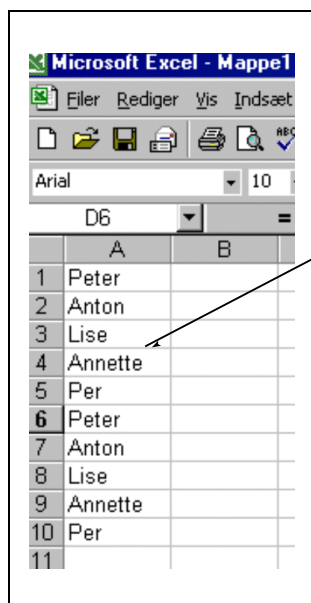 Microsoft Excel - Mappe1
Filer Rediger Vis Indsæt
ABC
Arial 10
D6 =
A B
1 Peter
2 Anton
3 Lise
4 Annette
5 Per
6 Peter
7 Anton
8 Lise
9 Annette
10 Per
11